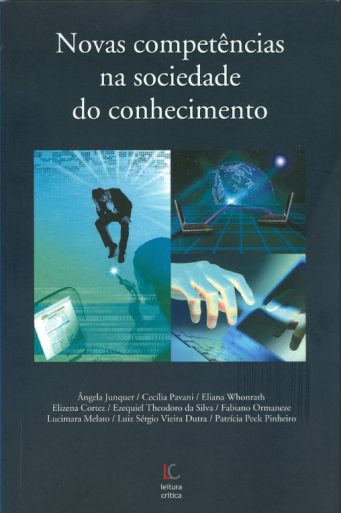 Novas competências
na sociedade
do conhecimento
Ângela Junquer / Cecília Pavani / Eliana Whonrath
Elizena Cortez / Ezequiel Theodoro da Silva / Fabiano Ormaneze
Lucimara Melato / Luiz Sérgio Vieira Dutra / Patrícia Peck Pinheiro
LC
leitura
crítica